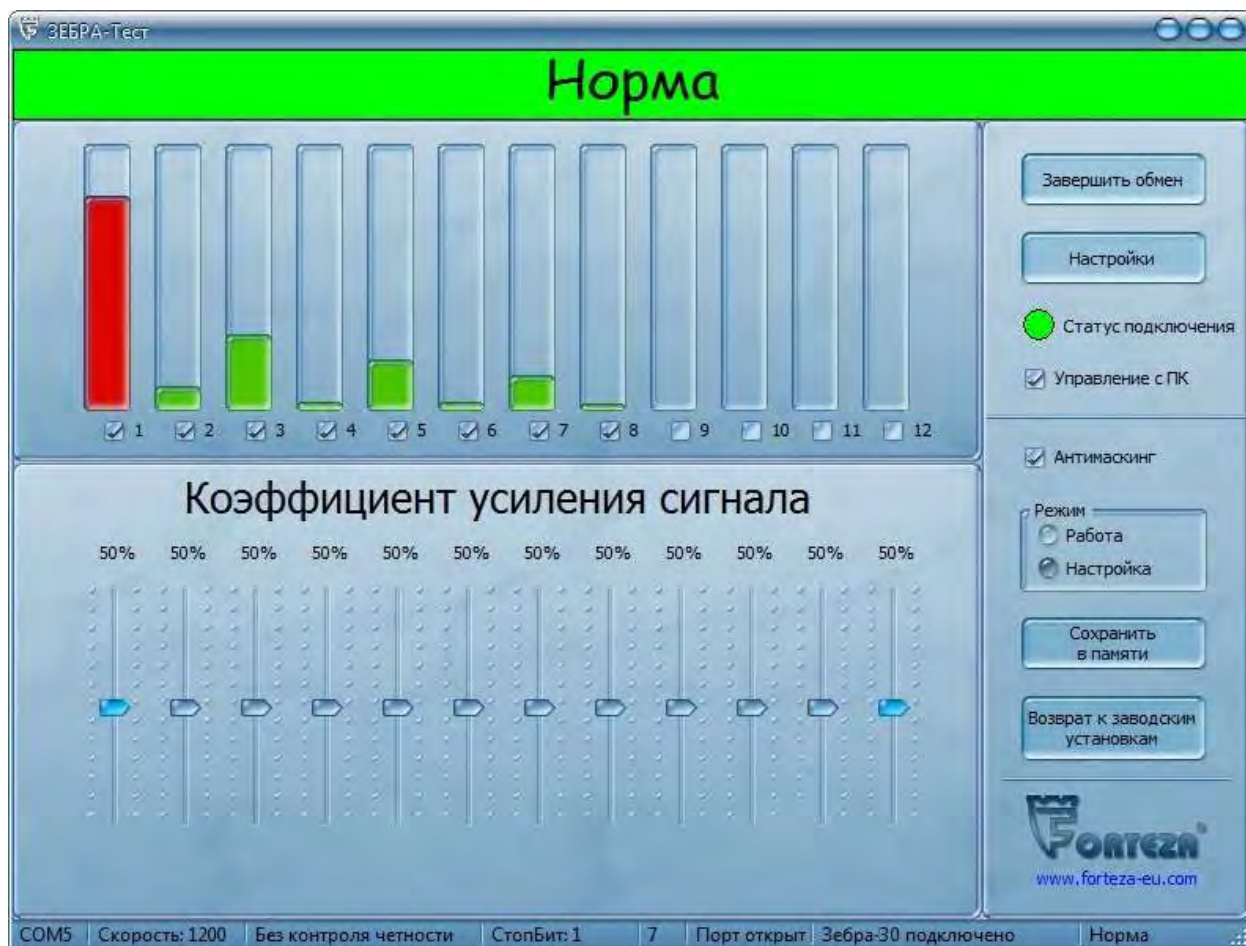 ЗЕБРА-Тест
Норма
1 2 3 4 5 6 7 8 9 10 11 12
Коэффициент усиления сигнала
50% 50% 50% 50% 50% 50% 50% 50% 50% 50% 50% 50%
Завершить обмен
Настройки
Статус подключения
Управление с ПК
Антимаскинг
Режим
Работа
Настройка
Сохранить
в памяти
Возврат к заводским
установкам
FORTEZA
www.forteza-eu.com
COM5 Скорость: 1200 Без контроля четности СтопБит: 1 7 Порт открыт Зебра-30 подключено Норма